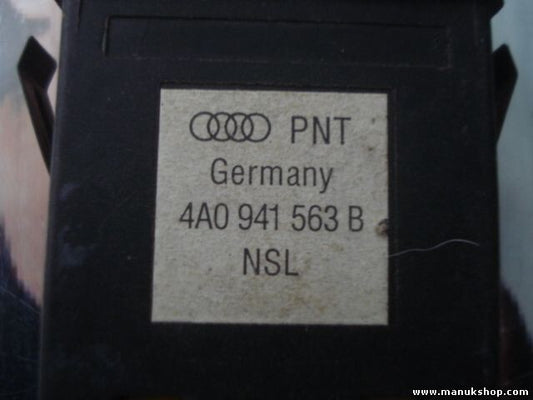 PNT
Germany
4A0 941 563 B
NSL
www.manukshop.com